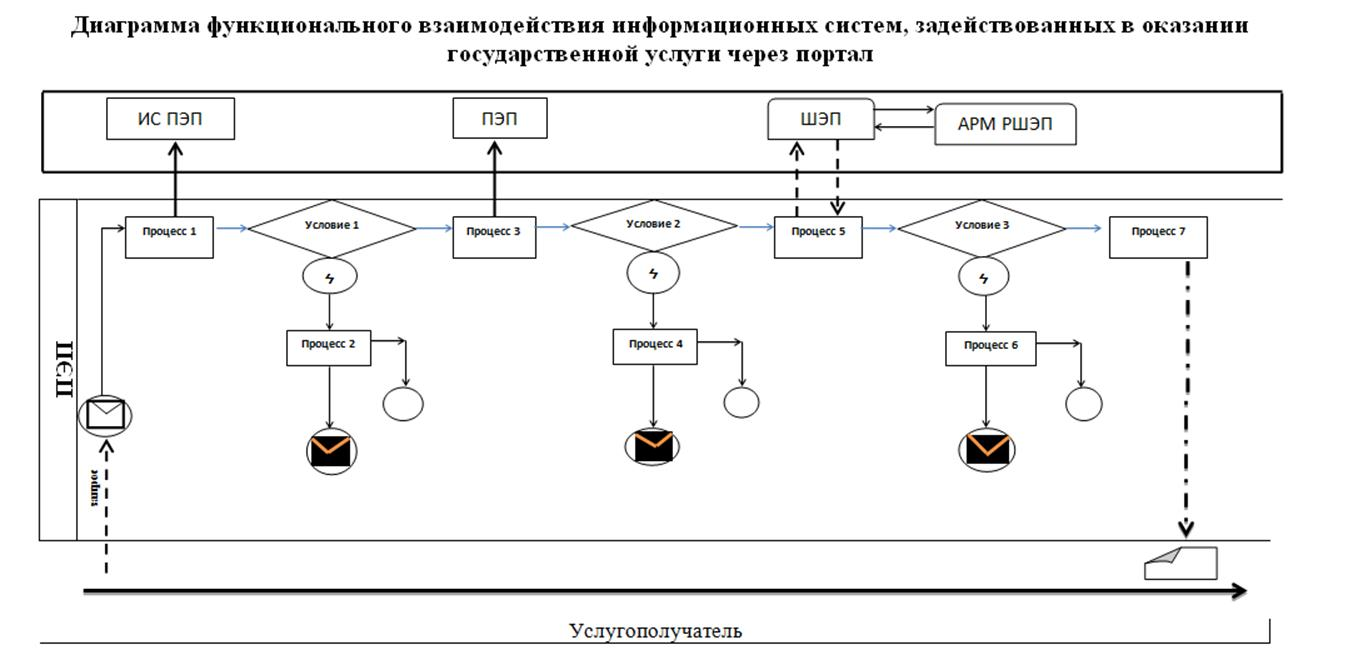 Диаграмма функционального взаимодействия информационных систем, задействованных в оказании
государственной услуги через портал
ИС ПЭП
ПЭП
ШЭП
АРМ РШЭП
Процесс 1
Условие 1
Процесс 3
Условие 2
Процесс 5
Условие 3
Процесс 7
Процесс 2
Процесс 4
Процесс 6
ПЭП
Услугополучатель